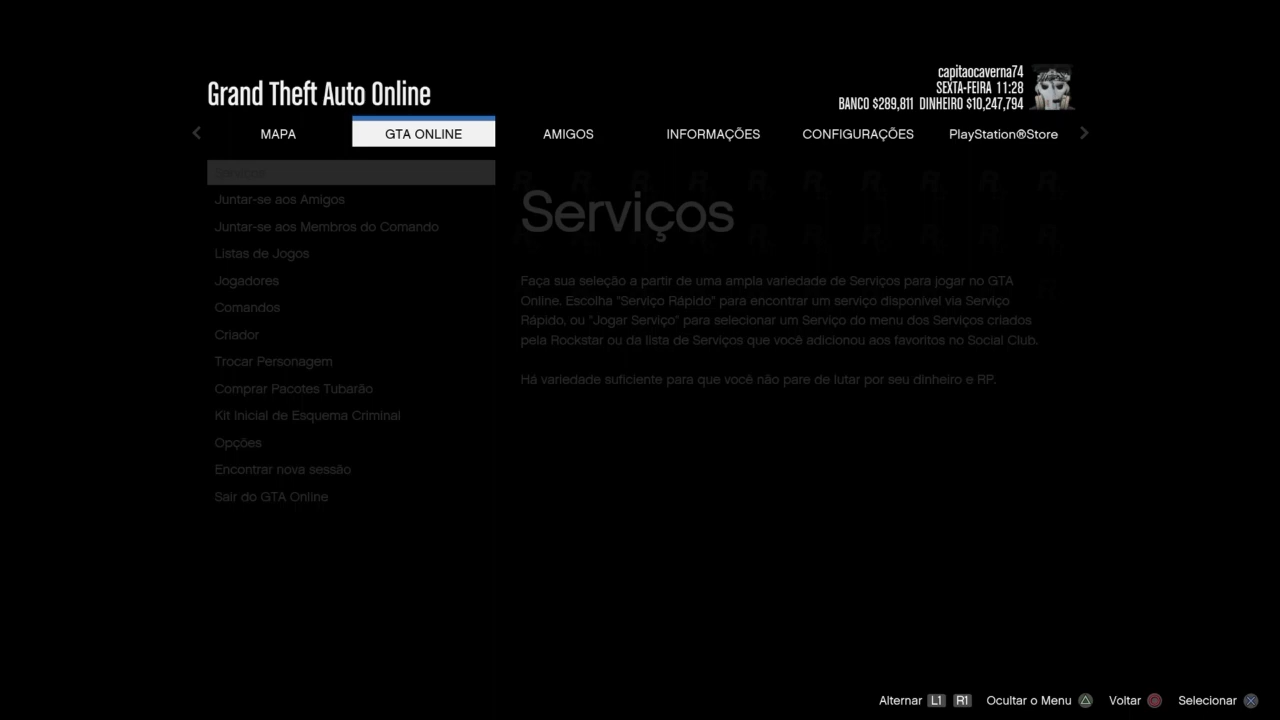 Grand Theft Auto Online
capitaocaverna74
SEXTA-FEIRA 11:28
BANCO $289,811 DINHEIRO $10,247,794
MAPA GTA ONLINE AMIGOS INFORMAÇÕES CONFIGURAÇÕES PlayStation®Store
Serviços
Juntar-se aos Amigos
Juntar-se aos Membros do Comando
Listas de Jogos
Jogadores
Comandos
Criador
Trocar Personagem
Comprar Pacotes Tubarão
Kit Inicial de Esquema Criminal
Opções
Encontrar nova sessão
Sair do GTA Online
Serviços
Faça sua seleção a partir de uma ampla variedade de Serviços para jogar no GTA
Online. Escolha "Serviço Rápido" para encontrar um serviço disponível via Serviço
Rápido, ou "Jogar Serviço" para selecionar um Serviço do menu dos Serviços criados
pela Rockstar ou da lista de Serviços que você adicionou aos favoritos no Social Club.
Há variedade suficiente para que você não pare de lutar por seu dinheiro e RP.
Alternar L1 R1 Ocultar o Menu Voltar Selecionar